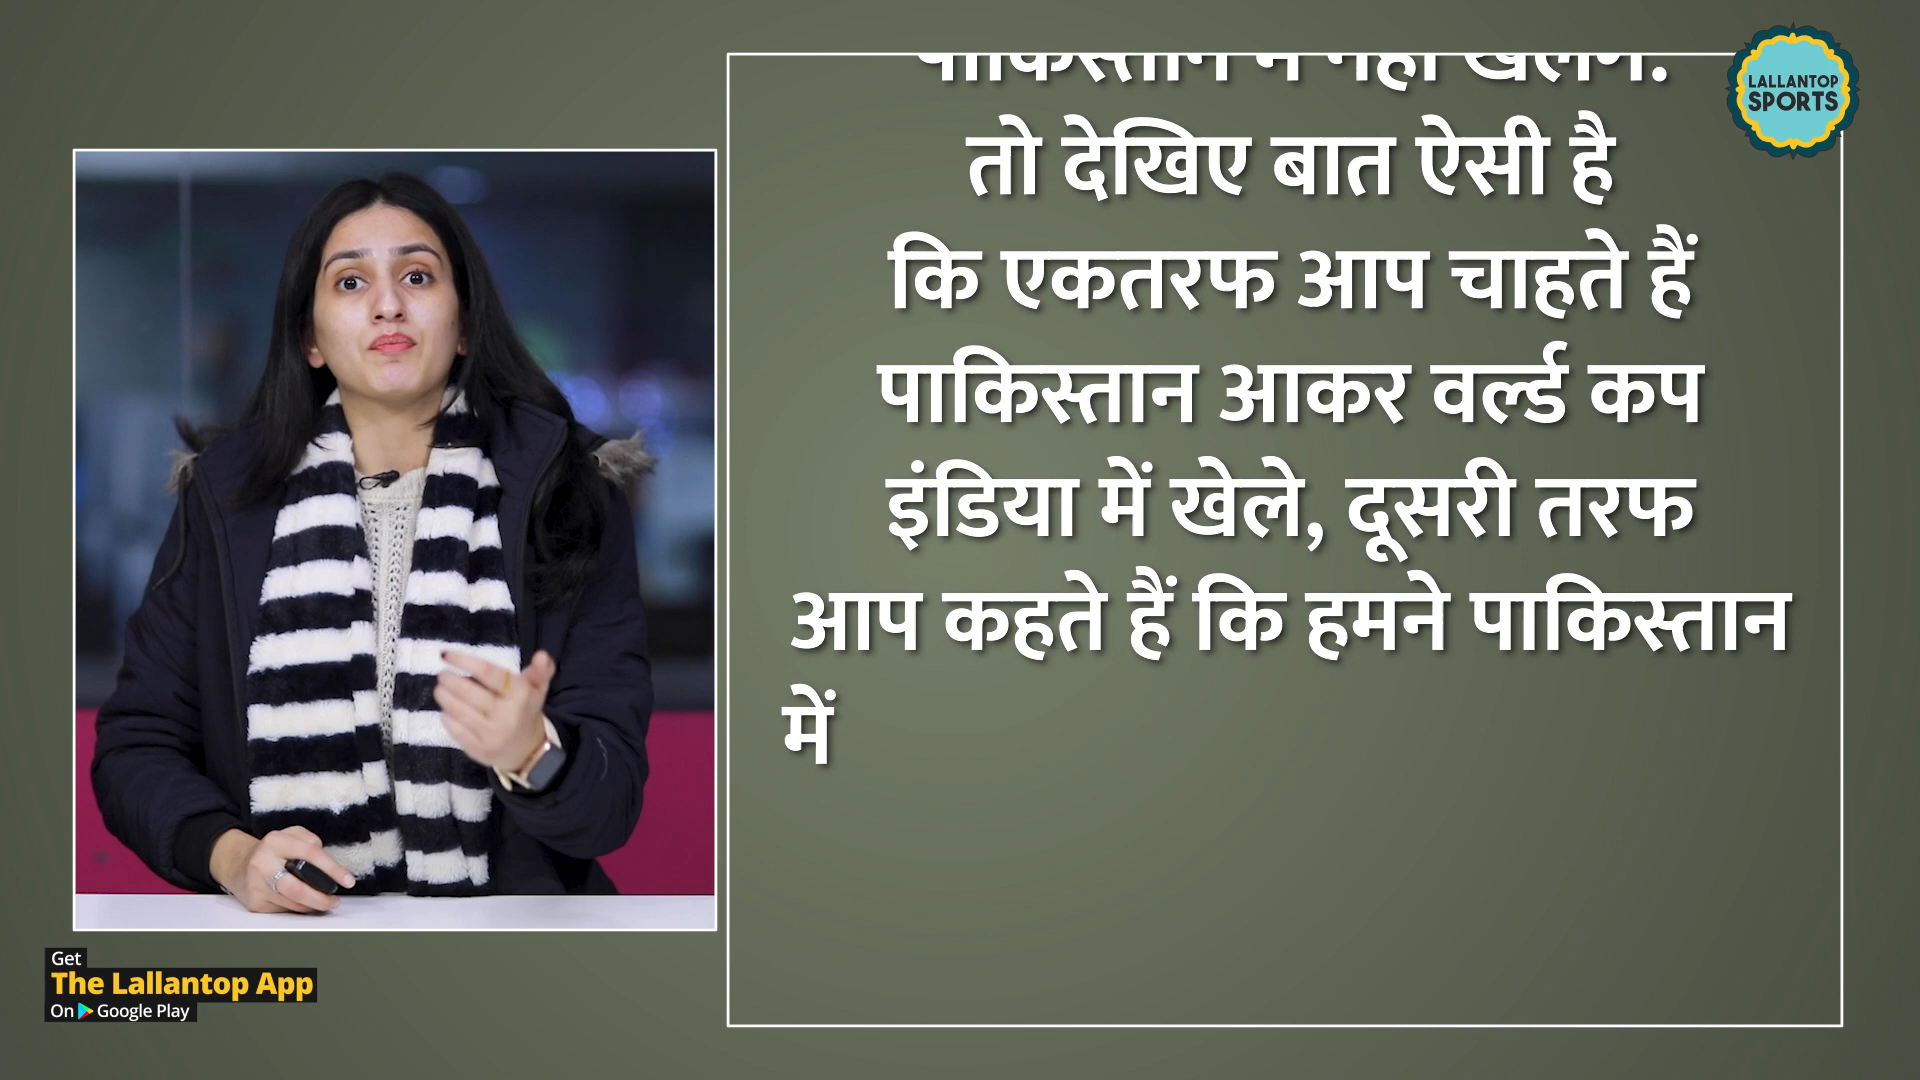 पाकिस्तान में नहीं खेलेंगे.
तो देखिए बात ऐसी है
कि एकतरफ आप चाहते हैं
पाकिस्तान आकर वर्ल्ड कप
इंडिया में खेले, दूसरी तरफ
आप कहते हैं कि हमने पाकिस्तान
में
LALLANTOP
SPORTS
Get
The Lallantop App
On Google Play